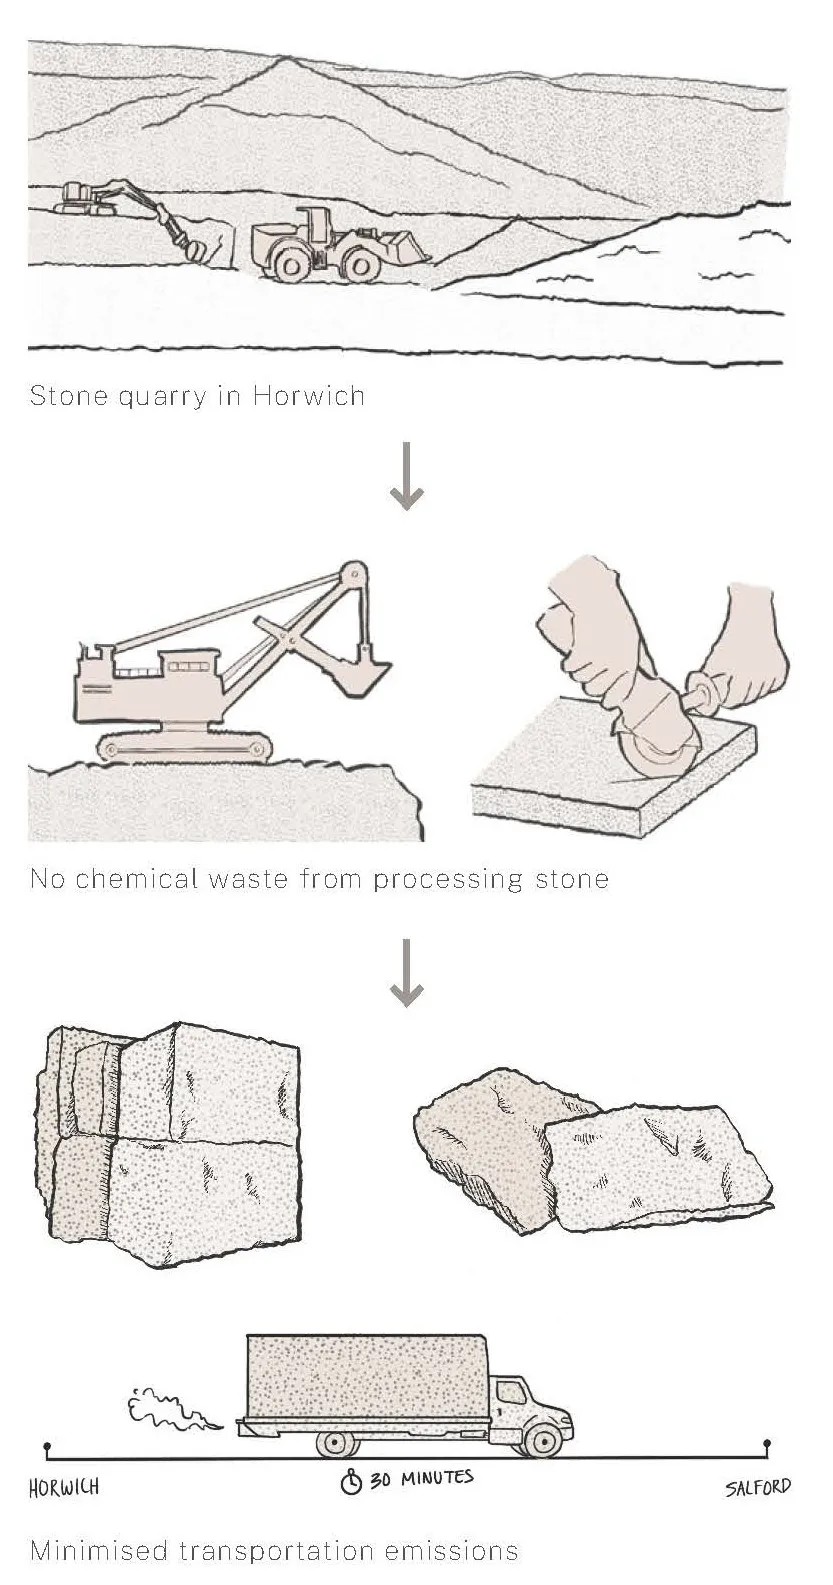 Stone quarry in Horwich
No chemical waste from processing stone
HORWICH
30 MINUTES
SALFORD
Minimised transportation emissions